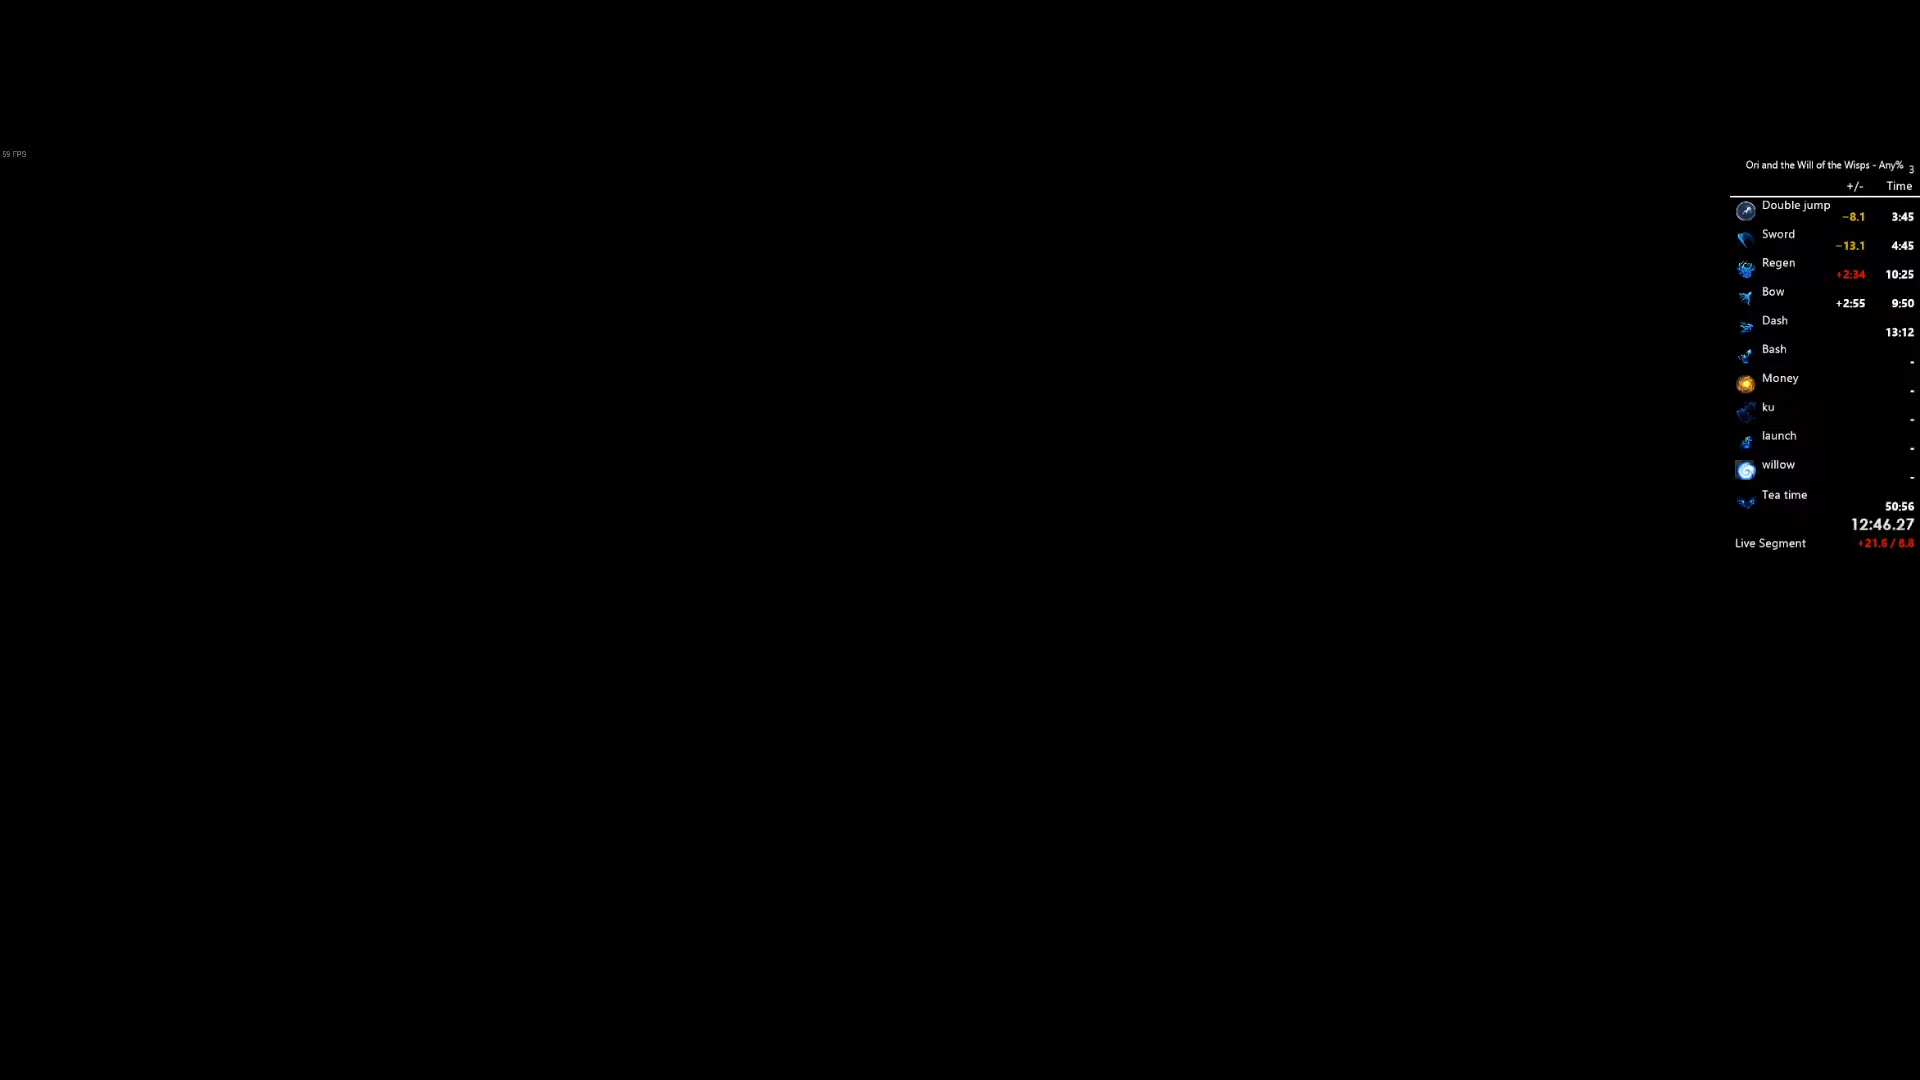 59 FPS
Ori and the Will of the Wisps - Any% 3
+/- Time
Double jump −8.1 3:45
Sword −13.1 4:45
Regen +2:34 10:25
Bow +2:55 9:50
Dash 13:12
Bash -
Money -
ku -
launch -
willow -
Tea time 50:56
12:46.27
Live Segment +21.6 / 8.8